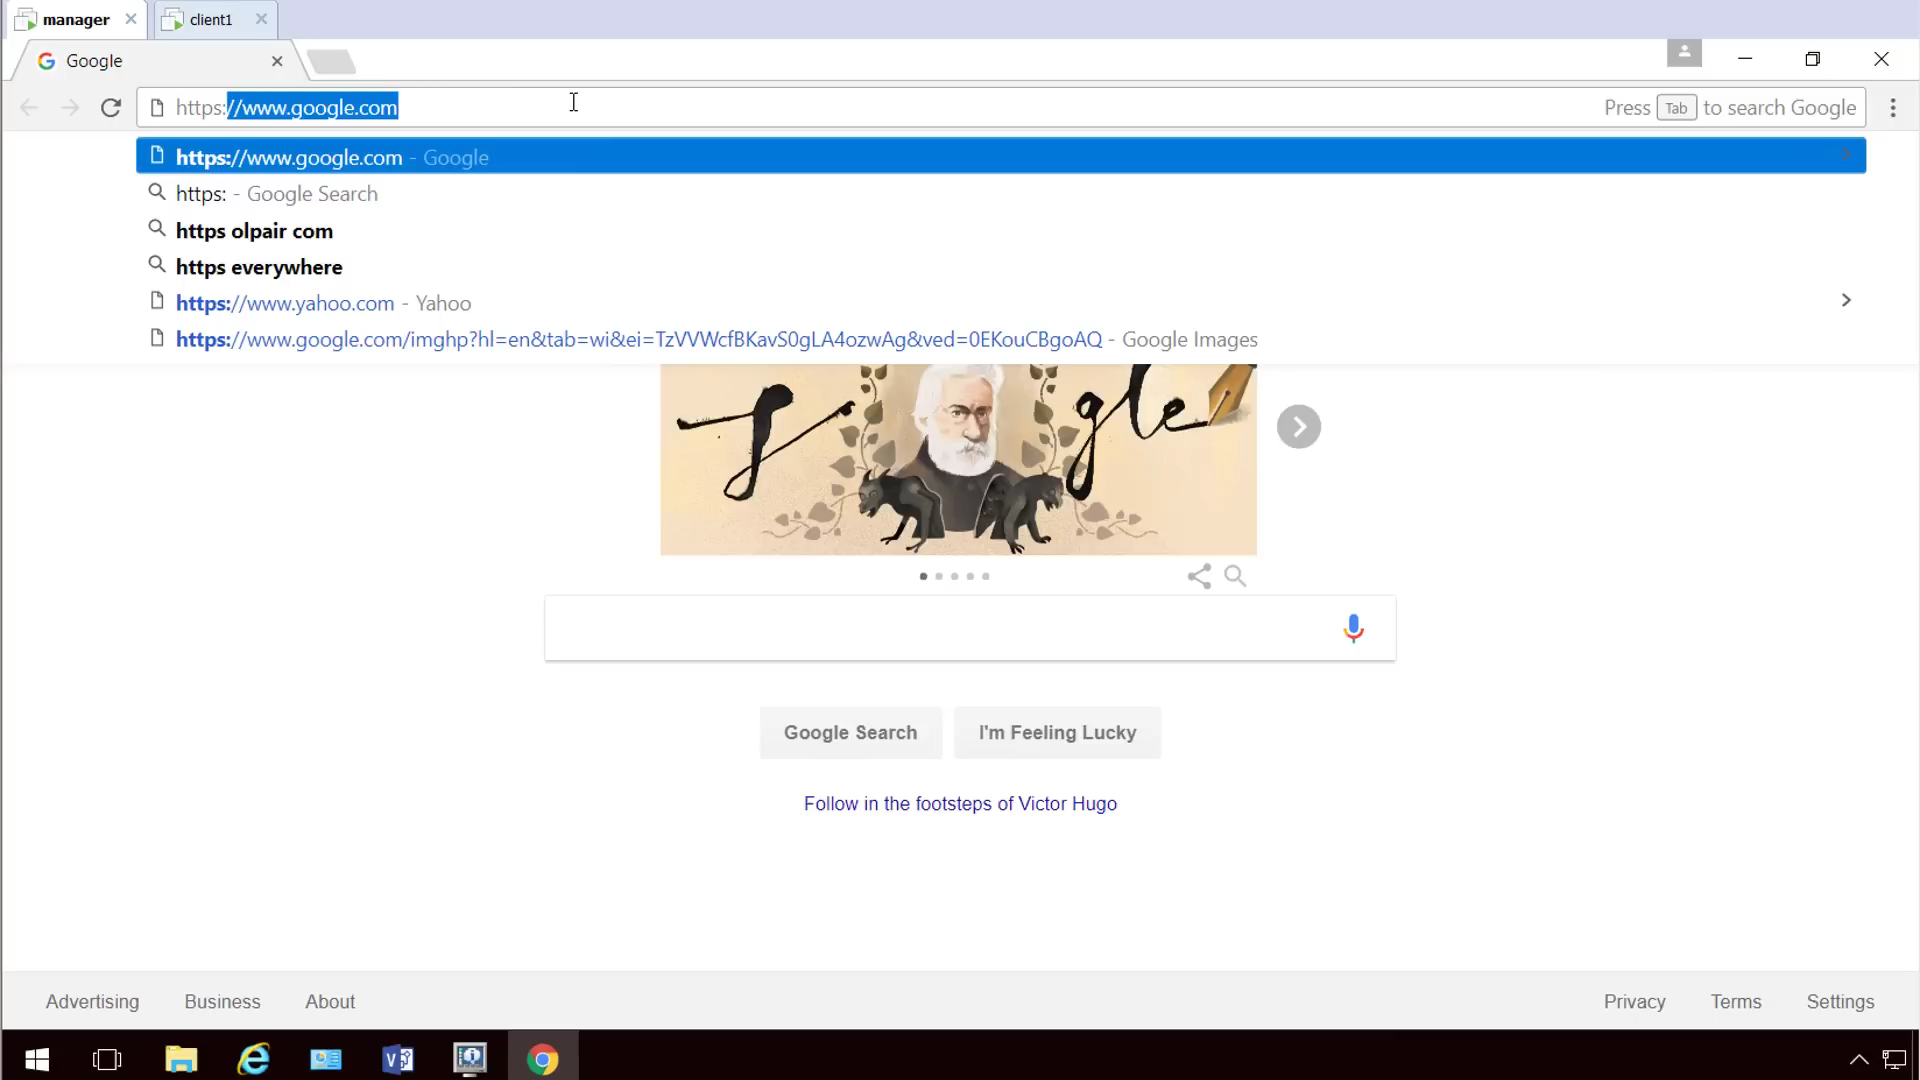 manager client1
Google
https://www.google.com Press Tab to search Google
https://www.google.com - Google
https: - Google Search
https olpair com
https everywhere
https://www.yahoo.com - Yahoo
https://www.google.com/imghp?hl=en&tab=wi&ei=TzVVWcfBKavS0gLA4ozwAg&ved=0EKouCBgoAQ - Google Images
gle
Google Search I'm Feeling Lucky
Follow in the footsteps of Victor Hugo
Advertising Business About Privacy Terms Settings